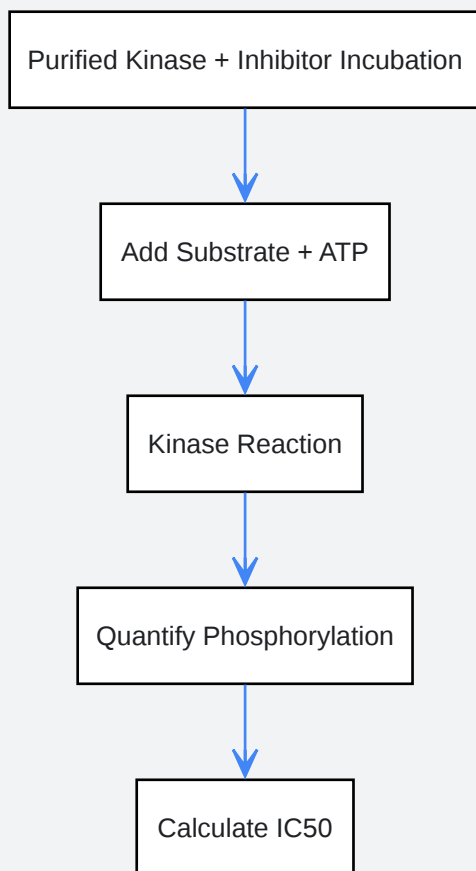 Purified Kinase + Inhibitor Incubation
Add Substrate + ATP
Kinase Reaction
Quantify Phosphorylation
Calculate IC50